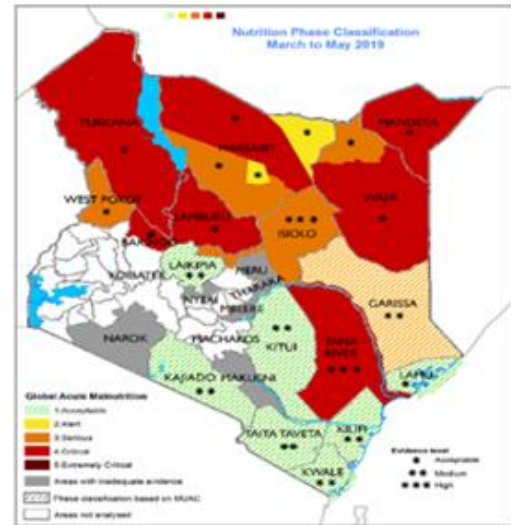 Nutrition Phase Classification
March to May 2019
TURKANA
MARSABIT
MANDERA
WAJIR
WEST POKOT
SAMBURU
ISIOLO
BARINGO
KOIBATEK
LAIKIPIA
MERU
THARAKA
GARISSA
NYERI
MBEERE
KITUI
TANA
RIVER
NAROK
MACHAKOS
LAMU
KAJIADO
MAKUENI
KILIFI
TAITA TAVETA
KWALE
Global Acute Malnutrition
1.Acceptable
2.Alert
3.Serious
4.Critical
5.Extremely Critical
Areas with inadequate evidence
Phase classification based on MUAC
Areas not analysed
Evidence level
Acceptable
Medium
High